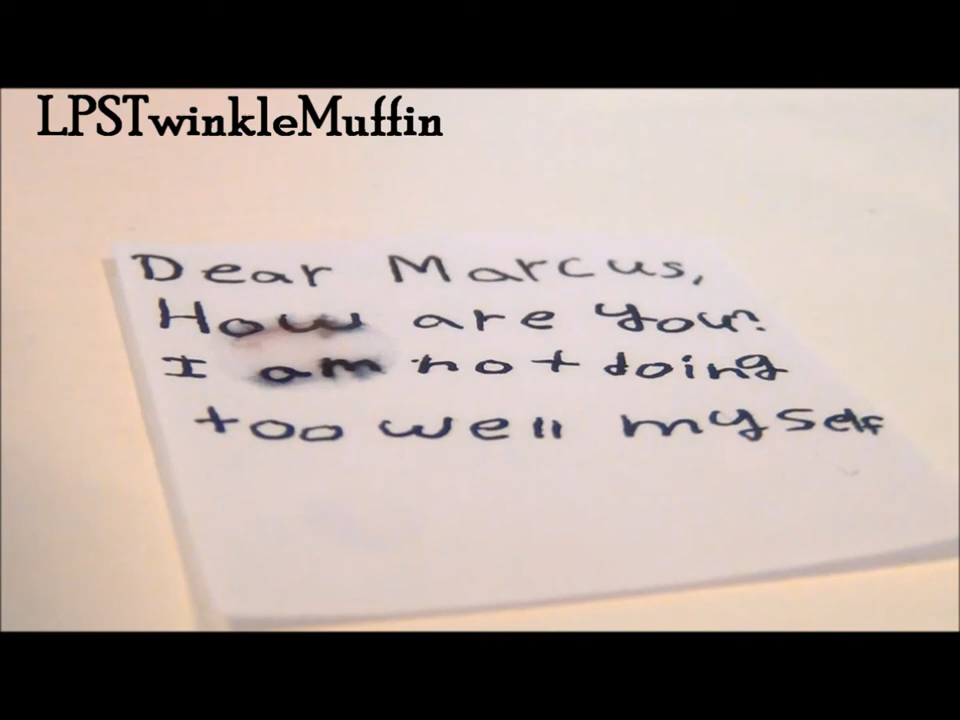 LPSTwinkleMuffin
Dear Marcus,
How are you?
I am not doing
too well myself